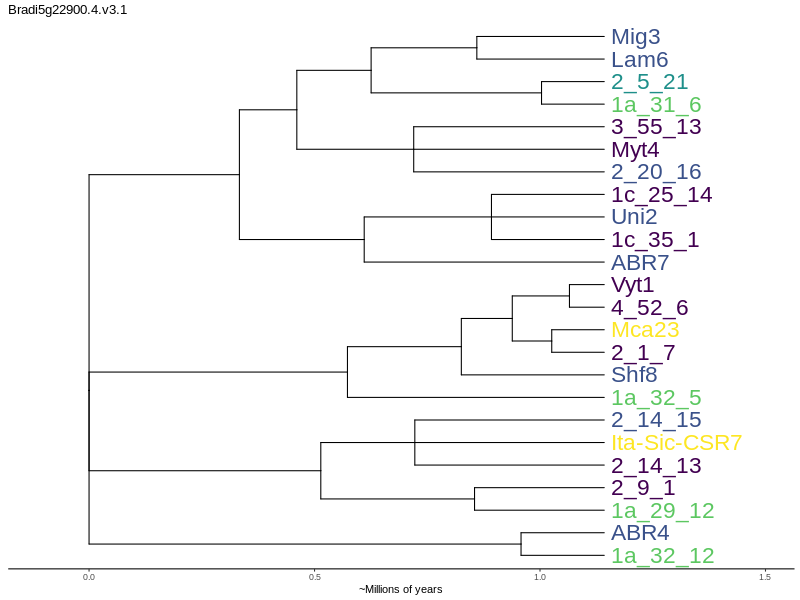 Bradi5g22900.4.v3.1
Mig3
Lam6
2_5_21
1a_31_6
3_55_13
Myt4
2_20_16
1c_25_14
Uni2
1c_35_1
ABR7
Vyt1
4_52_6
Mca23
2_1_7
Shf8
1a_32_5
2_14_15
Ita-Sic-CSR7
2_14_13
2_9_1
1a_29_12
ABR4
1a_32_12
0.0 0.5 1.0 1.5
~Millions of years